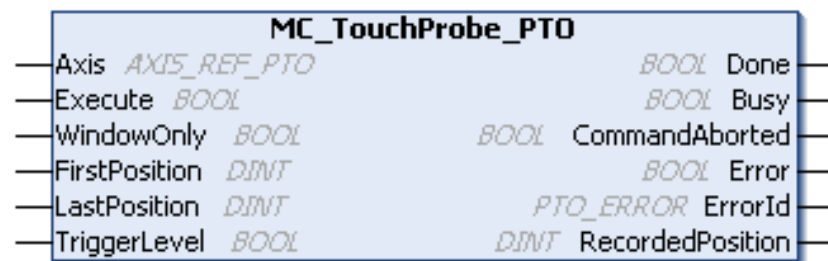 MC_TouchProbe_PTO
Axis AXIS_REF_PTO BOOL Done
Execute BOOL BOOL Busy
WindowOnly BOOL BOOL CommandAborted
FirstPosition DINT BOOL Error
LastPosition DINT PTO_ERROR ErrorId
TriggerLevel BOOL DINT RecordedPosition